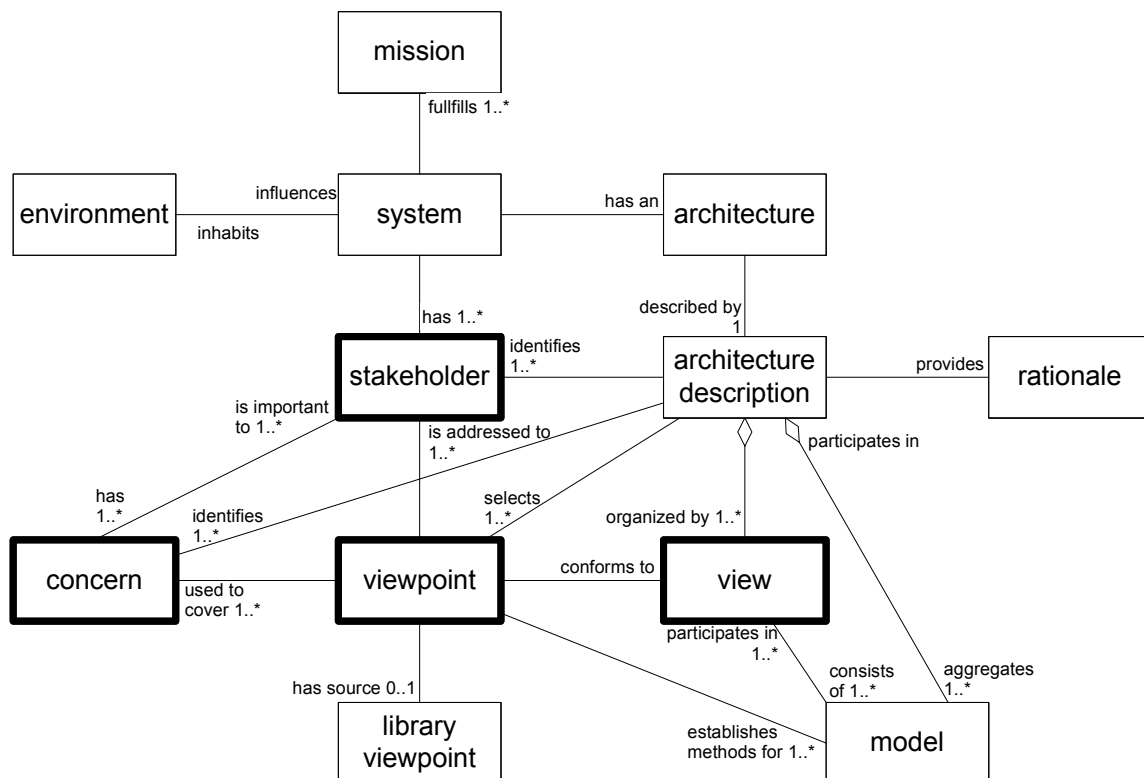 mission
fullfills 1..*
influences
environment
system
has an
architecture
inhabits
described by
1
has 1..*
identifies
1..*
stakeholder
architecture
description
provides
rationale
is important
to 1..*
is addressed to
1..*
participates in
has
1..*
identifies
1..*
selects
1..*
organized by 1..*
concern
used to
cover 1..*
viewpoint
conforms to
view
participates in
1..*
consists
of 1..*
aggregates
1..*
has source 0..1
library
viewpoint
establishes
methods for 1..*
model